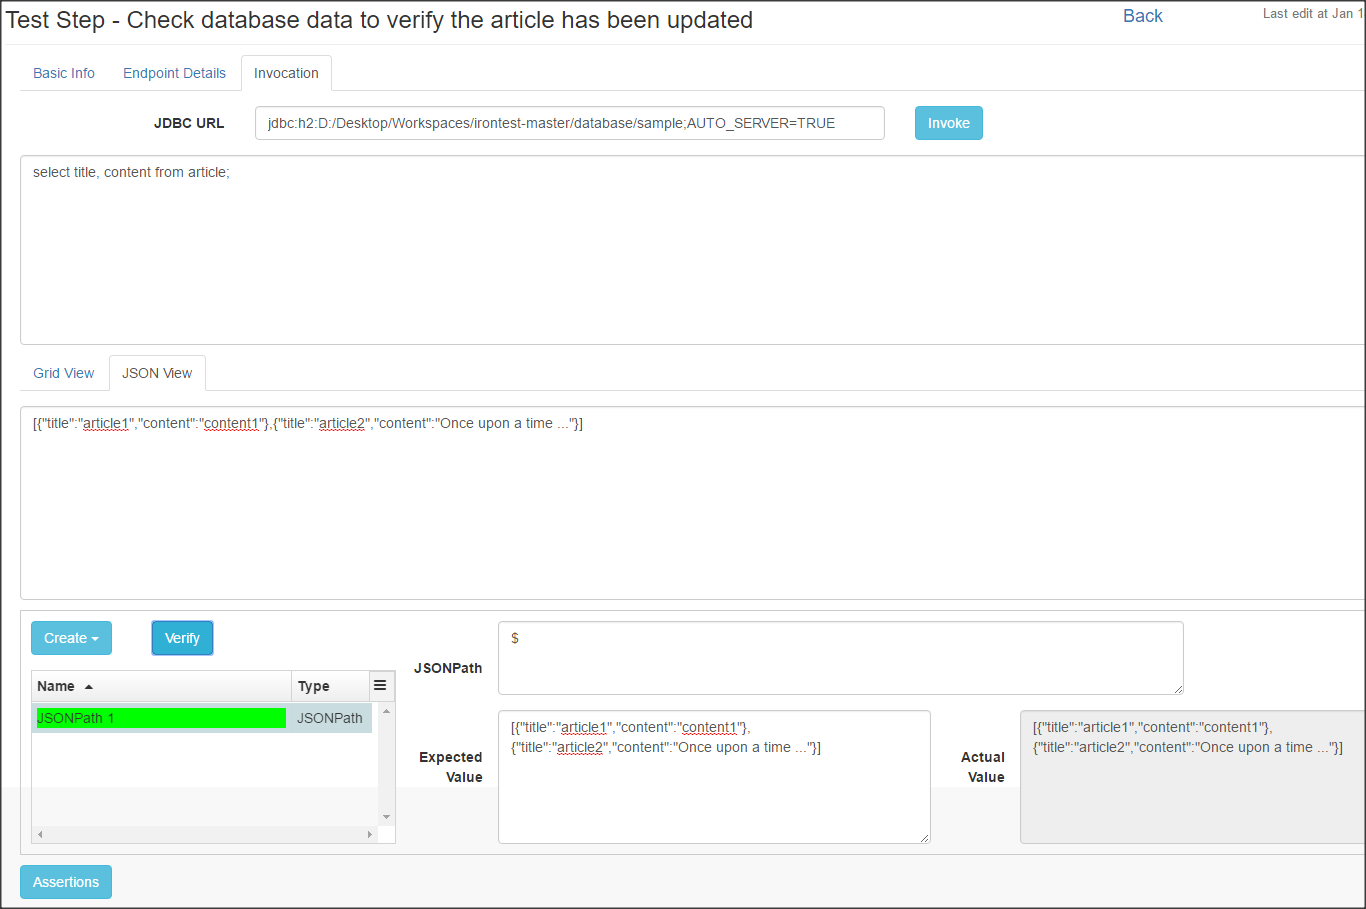 Test Step - Check database data to verify the article has been updated
Back
Last edit at Jan 1
Basic Info
Endpoint Details
Invocation
JDBC URL
jdbc:h2:D:/Desktop/Workspaces/irontest-master/database/sample;AUTO_SERVER=TRUE
Invoke
select title, content from article;
Grid View
JSON View
[{"title":"article1","content":"content1"},{"title":"article2","content":"Once upon a time ..."}]
Create
Verify
JSONPath
$
Name
Type
JSONPath 1
JSONPath
Expected
Value
[{"title":"article1","content":"content1"},
{"title":"article2","content":"Once upon a time ..."}]
Actual
Value
[{"title":"article1","content":"content1"},
{"title":"article2","content":"Once upon a time ..."}]
Assertions